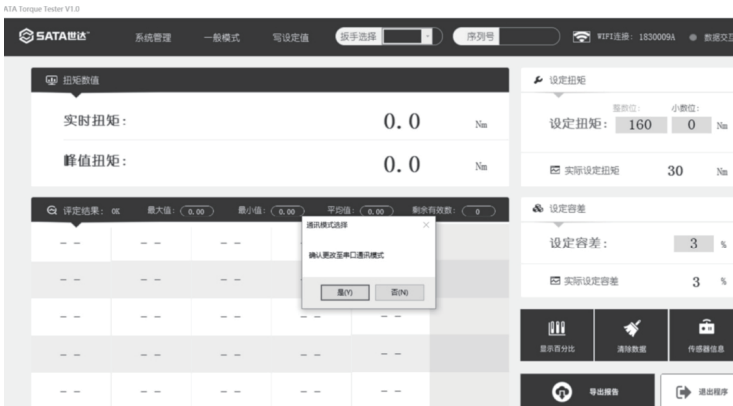 ATA Torque Tester V1.0
SATA世达 系统管理 一般模式 写设定值 扳手选择 序列号 WIFI连接: 1830009A 数据交互
扭矩数值
实时扭矩: 0.0 Nm
峰值扭矩: 0.0 Nm
设定扭矩
整数位: 小数位:
设定扭矩: 160 0 Nm
实际设定扭矩 30 Nm
评定结果: OK 最大值: 0.00 最小值: 0.00 平均值: 0.00 剩余有效数: 0
设定容差
设定容差: 3 %
实际设定容差 3 %
通讯模式选择
确认更改至串口通讯模式
是(Y) 否(N)
-- -- --
-- -- --
-- -- -- -- --
-- -- -- -- --
-- -- -- -- --
显示百分比 清除数据 传感器信息
导出报告 退出程序